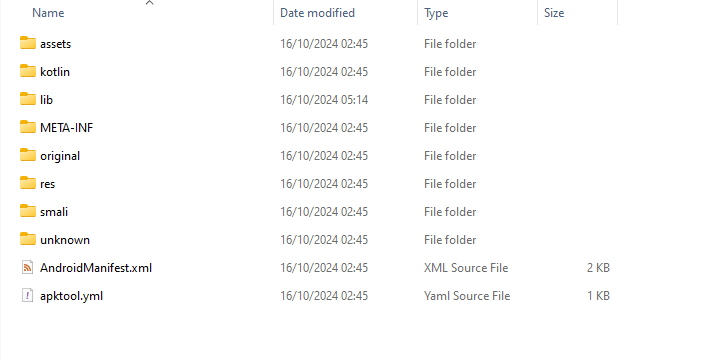 Name Date modified Type Size
assets 16/10/2024 02:45 File folder
kotlin 16/10/2024 02:45 File folder
lib 16/10/2024 05:14 File folder
META-INF 16/10/2024 02:45 File folder
original 16/10/2024 02:45 File folder
res 16/10/2024 02:45 File folder
smali 16/10/2024 02:45 File folder
unknown 16/10/2024 02:45 File folder
AndroidManifest.xml 16/10/2024 02:45 XML Source File 2 KB
apktool.yml 16/10/2024 02:45 Yaml Source File 1 KB